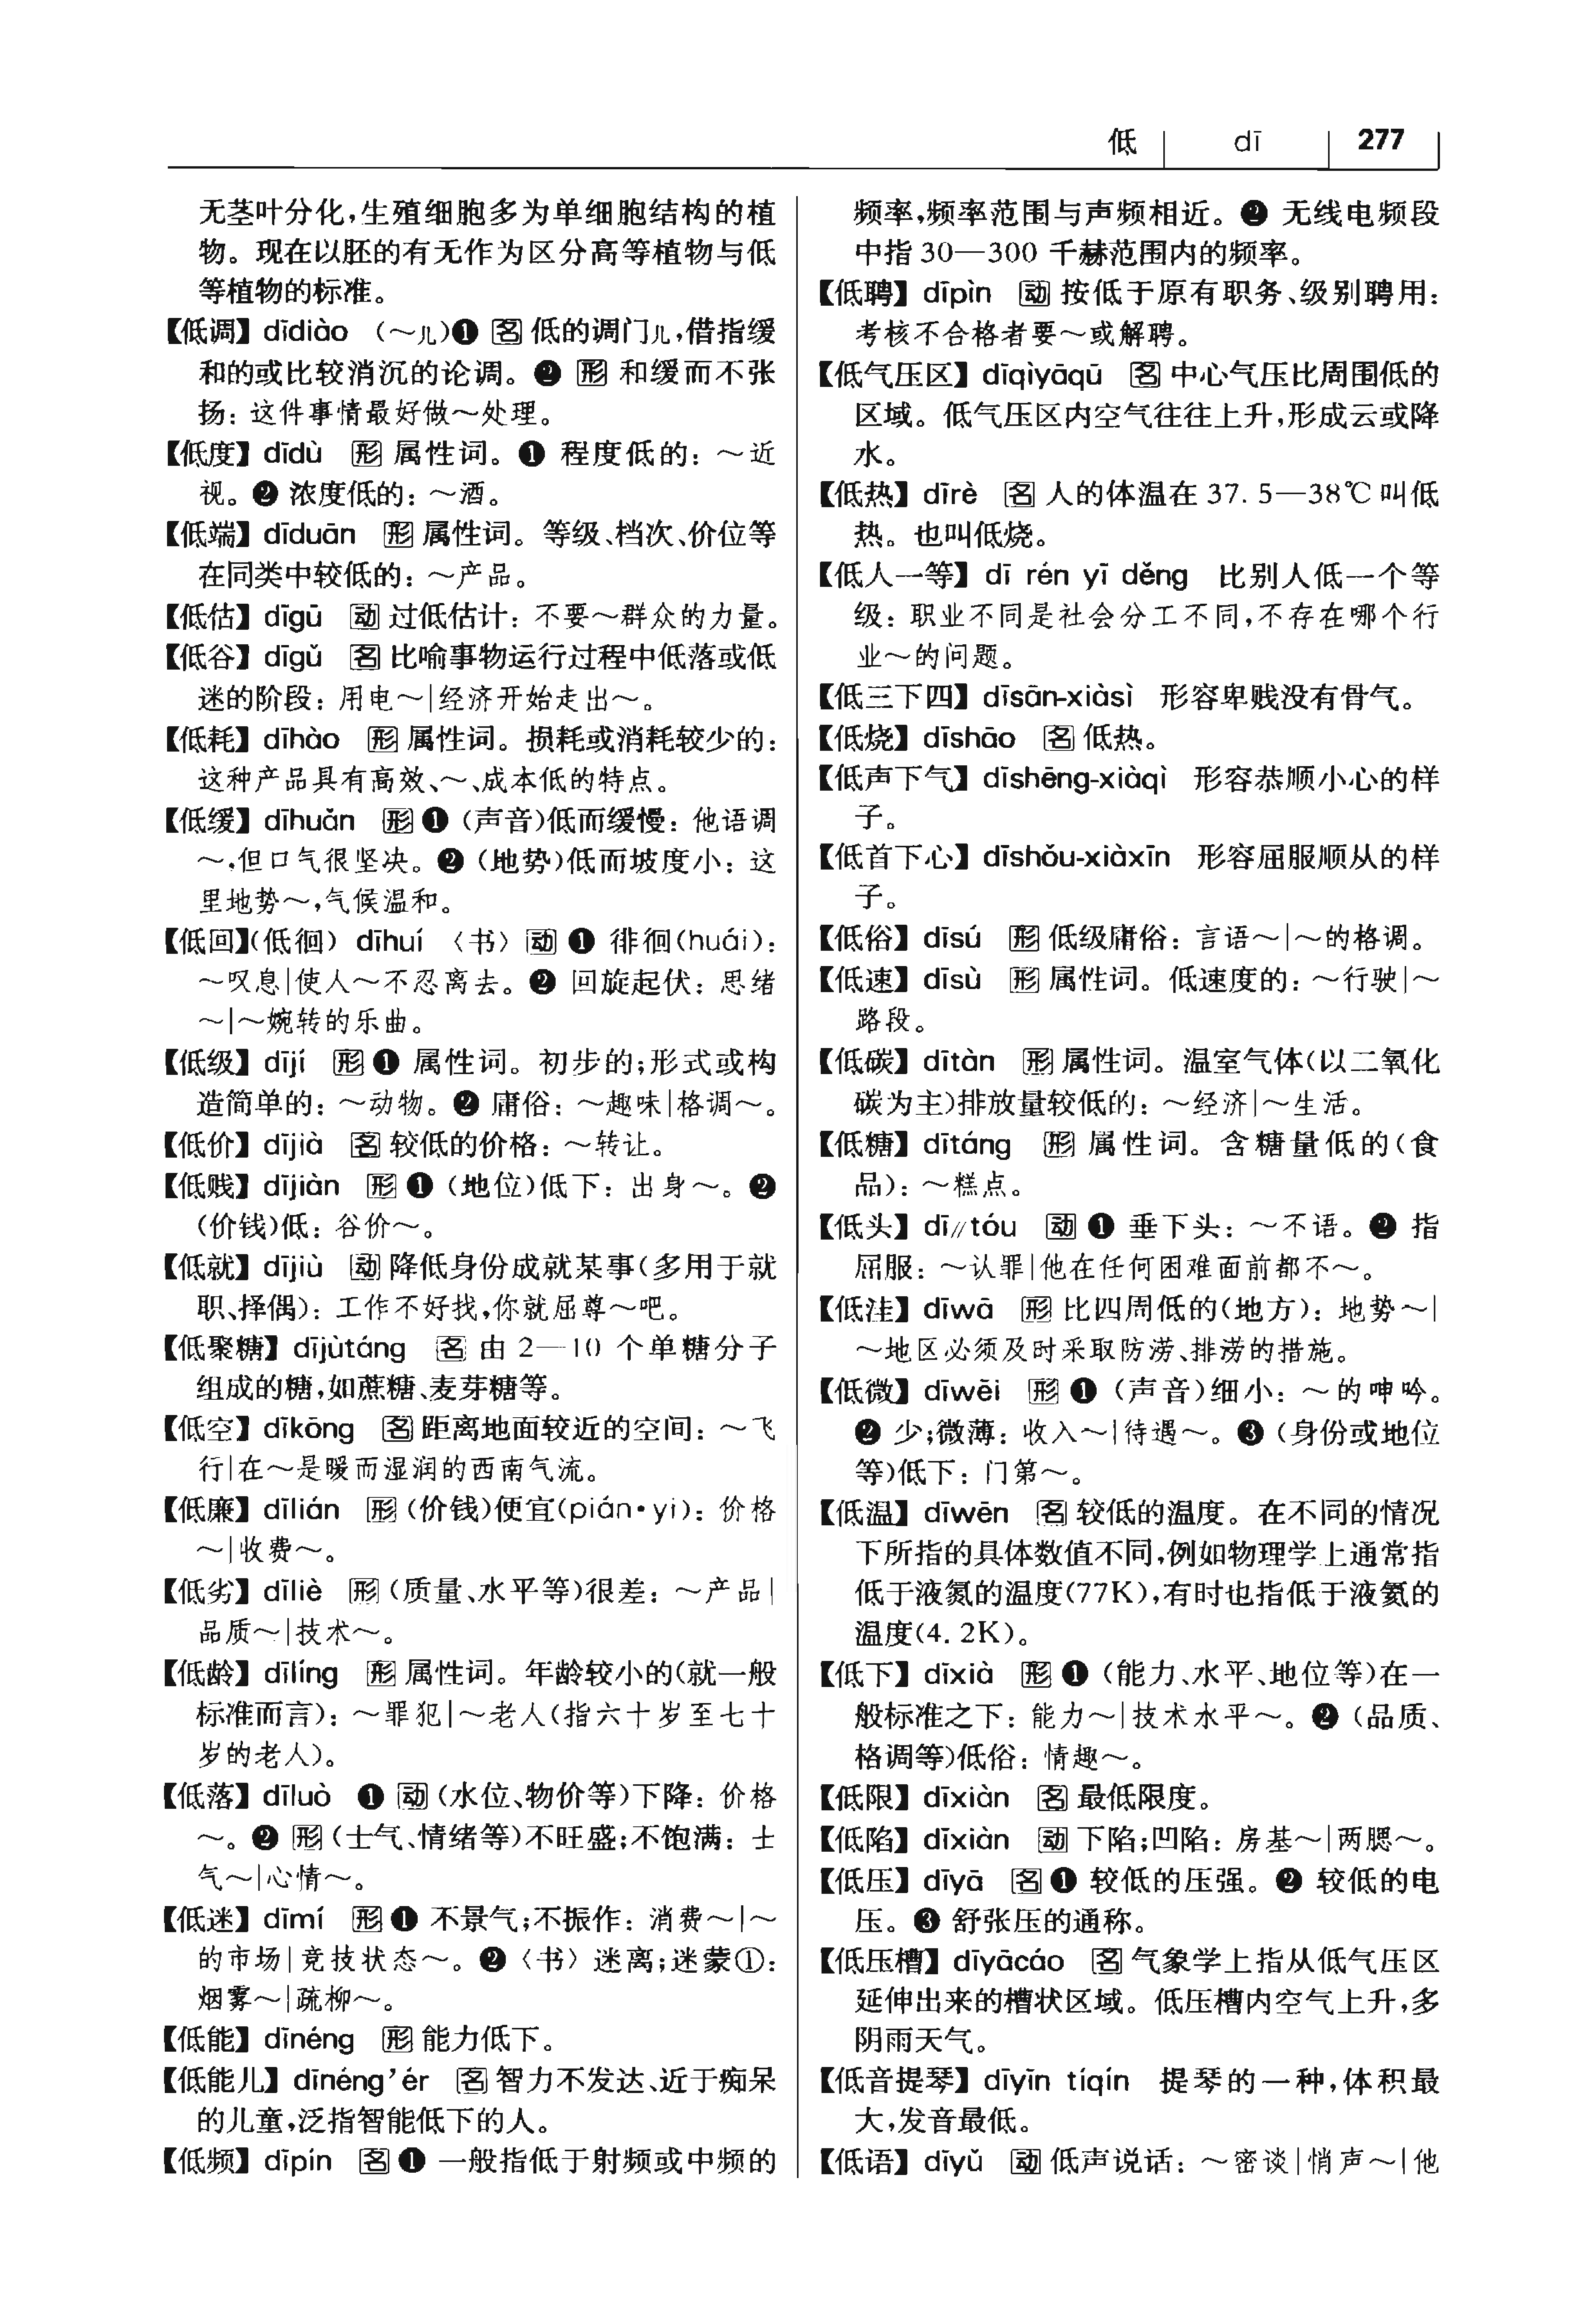 低 dī 277
无茎叶分化,生殖细胞多为单细胞结构的植
物。现在以胚的有无作为区分高等植物与低
等植物的标准。
【低调】dīdiào (～儿)❶ 名 低的调门儿,借指缓
和的或比较消沉的论调。❷ 形 和缓而不张
扬: 这件事情最好做～处理。
【低度】dīdù 形 属性词。❶ 程度低的: ～近
视。❷ 浓度低的: ～酒。
【低端】dīduān 形 属性词。等级、档次、价位等
在同类中较低的: ～产品。
【低估】dīgū 动 过低估计: 不要～群众的力量。
【低谷】dīgǔ 名 比喻事物运行过程中低落或低
迷的阶段: 用电～|经济开始走出～。
【低耗】dīhào 形 属性词。损耗或消耗较少的:
这种产品具有高效、～、成本低的特点。
【低缓】dīhuǎn 形 ❶ (声音)低而缓慢: 他语调
～,但口气很坚决。❷ (地势)低而坡度小: 这
里地势～,气候温和。
【低回】(低徊) dīhuí 〈书〉 动 ❶ 徘徊(huái):
～叹息|使人～不忍离去。❷ 回旋起伏: 思绪
～|～婉转的乐曲。
【低级】dījí 形 ❶ 属性词。初步的;形式或构
造简单的: ～动物。❷ 庸俗: ～趣味|格调～。
【低价】dījià 名 较低的价格: ～转让。
【低贱】dījiàn 形 ❶ (地位)低下: 出身～。❷
(价钱)低: 谷价～。
【低就】dījiù 动 降低身份成就某事(多用于就
职、择偶): 工作不好找,你就屈尊～吧。
【低聚糖】dījùtáng 名 由 2—10 个单糖分子
组成的糖,如蔗糖、麦芽糖等。
【低空】dīkōng 名 距离地面较近的空间: ～飞
行|在～是暖而湿润的西南气流。
【低廉】dīlián 形 (价钱)便宜(pián·yi): 价格
～|收费～。
【低劣】dīliè 形 (质量、水平等)很差: ～产品|
品质～|技术～。
【低龄】dīlíng 形 属性词。年龄较小的(就一般
标准而言): ～罪犯|～老人(指六十岁至七十
岁的老人)。
【低落】dīluò ❶ 动 (水位、物价等)下降: 价格
～。❷ 形 (士气、情绪等)不旺盛;不饱满: 士
气～|心情～。
【低迷】dīmí 形 ❶ 不景气;不振作: 消费～|～
的市场|竞技状态～。❷〈书〉迷离;迷蒙①:
烟雾～|疏柳～。
【低能】dīnéng 形 能力低下。
【低能儿】dīnéng’ér 名 智力不发达、近于痴呆
的儿童,泛指智能低下的人。
【低频】dīpín 名 ❶ 一般指低于射频或中频的
频率,频率范围与声频相近。❷ 无线电频段
中指 30—300 千赫范围内的频率。
【低聘】dīpìn 动 按低于原有职务、级别聘用:
考核不合格者要～或解聘。
【低气压区】dīqìyāqū 名 中心气压比周围低的
区域。低气压区内空气往往上升,形成云或降
水。
【低热】dīrè 名 人的体温在 37. 5—38℃ 叫低
热。也叫低烧。
【低人一等】dī rén yī děng 比别人低一个等
级: 职业不同是社会分工不同,不存在哪个行
业～的问题。
【低三下四】dīsān-xiàsì 形容卑贱没有骨气。
【低烧】dīshāo 名 低热。
【低声下气】dīshēng-xiàqì 形容恭顺小心的样
子。
【低首下心】dīshǒu-xiàxīn 形容屈服顺从的样
子。
【低俗】dīsú 形 低级庸俗: 言语～|～的格调。
【低速】dīsù 形 属性词。低速度的: ～行驶|～
路段。
【低碳】dītàn 形 属性词。温室气体(以二氧化
碳为主)排放量较低的: ～经济|～生活。
【低糖】dītáng 形 属性词。含糖量低的(食
品): ～糕点。
【低头】dī∥tóu 动 ❶ 垂下头: ～不语。❷ 指
屈服: ～认罪|他在任何困难面前都不～。
【低洼】dīwā 形 比四周低的(地方): 地势～|
～地区必须及时采取防涝、排涝的措施。
【低微】dīwēi 形 ❶ (声音)细小: ～的呻吟。
❷ 少;微薄: 收入～|待遇～。❸ (身份或地位
等)低下: 门第～。
【低温】dīwēn 名 较低的温度。在不同的情况
下所指的具体数值不同,例如物理学上通常指
低于液氮的温度(77K),有时也指低于液氦的
温度(4. 2K)。
【低下】dīxià 形 ❶ (能力、水平、地位等)在一
般标准之下: 能力～|技术水平～。❷ (品质、
格调等)低俗: 情趣～。
【低限】dīxiàn 名 最低限度。
【低陷】dīxiàn 动 下陷;凹陷: 房基～|两腮～。
【低压】dīyā 名 ❶ 较低的压强。❷ 较低的电
压。❸ 舒张压的通称。
【低压槽】dīyācáo 名 气象学上指从低气压区
延伸出来的槽状区域。低压槽内空气上升,多
阴雨天气。
【低音提琴】dīyīn tíqín 提琴的一种,体积最
大,发音最低。
【低语】dīyǔ 动 低声说话: ～密谈|悄声～|他